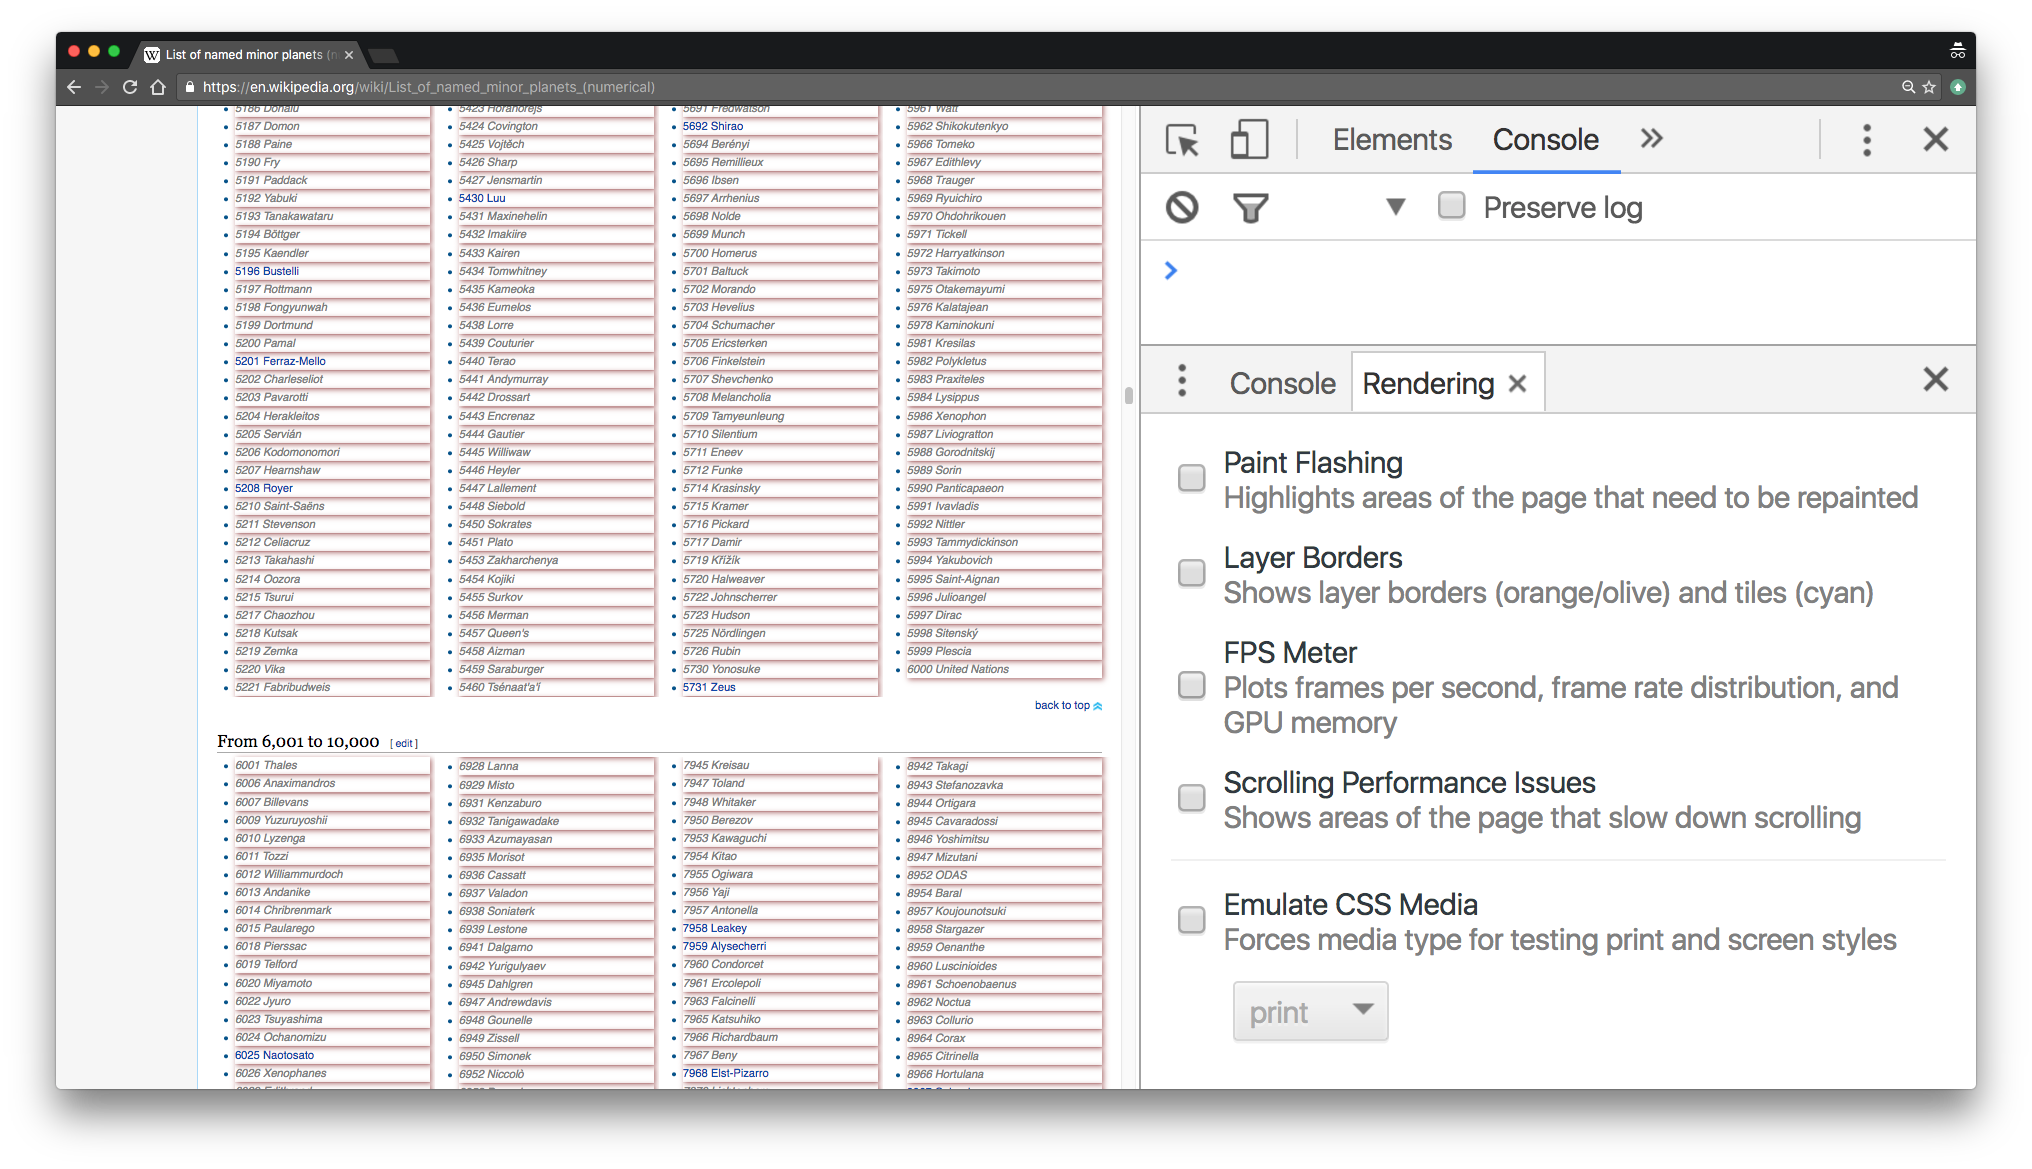 List of named minor planets (n
https://en.wikipedia.org/wiki/List_of_named_minor_planets_(numerical)
5186 Donalu
5187 Domon
5188 Paine
5190 Fry
5191 Paddack
5192 Yabuki
5193 Tanakawataru
5194 Böttger
5195 Kaendler
5196 Bustelli
5197 Rottmann
5198 Fongyunwah
5199 Dortmund
5200 Pamal
5201 Ferraz-Mello
5202 Charleseliot
5203 Pavarotti
5204 Herakleitos
5205 Servián
5206 Kodomonomori
5207 Hearnshaw
5208 Royer
5210 Saint-Saëns
5211 Stevenson
5212 Celiacruz
5213 Takahashi
5214 Oozora
5215 Tsurui
5217 Chaozhou
5218 Kutsak
5219 Zemka
5220 Vika
5221 Fabribudweis
5423 Horahořejš
5424 Covington
5425 Vojtěch
5426 Sharp
5427 Jensmartin
5430 Luu
5431 Maxinehelin
5432 Imakiire
5433 Kairen
5434 Tomwhitney
5435 Kameoka
5436 Eumelos
5438 Lorre
5439 Couturier
5440 Terao
5441 Andymurray
5442 Drossart
5443 Encrenaz
5444 Gautier
5445 Williwaw
5446 Heyler
5447 Lallement
5448 Siebold
5450 Sokrates
5451 Plato
5453 Zakharchenya
5454 Kojiki
5455 Surkov
5456 Merman
5457 Queen's
5458 Aizman
5459 Saraburger
5460 Tsénaat'a'í
5691 Fredwatson
5692 Shirao
5694 Berényi
5695 Remillieux
5696 Ibsen
5697 Arrhenius
5698 Nolde
5699 Munch
5700 Homerus
5701 Baltuck
5702 Morando
5703 Hevelius
5704 Schumacher
5705 Ericsterken
5706 Finkelstein
5707 Shevchenko
5708 Melancholia
5709 Tamyeunleung
5710 Silentium
5711 Eneev
5712 Funke
5714 Krasinsky
5715 Kramer
5716 Pickard
5717 Damir
5719 Křižík
5720 Halweaver
5722 Johnscherrer
5723 Hudson
5725 Nördlingen
5726 Rubin
5730 Yonosuke
5731 Zeus
5961 Watt
5962 Shikokutenkyo
5966 Tomeko
5967 Edithlevy
5968 Trauger
5969 Ryuichiro
5970 Ohdohrikouen
5971 Tickell
5972 Harryatkinson
5973 Takimoto
5975 Otakemayumi
5976 Kalatajean
5978 Kaminokuni
5981 Kresilas
5982 Polykletus
5983 Praxiteles
5984 Lysippus
5986 Xenophon
5987 Liviogratton
5988 Gorodnitskij
5989 Sorin
5990 Panticapaeon
5991 Ivavladis
5992 Nittler
5993 Tammydickinson
5994 Yakubovich
5995 Saint-Aignan
5996 Julioangel
5997 Dirac
5998 Sitenský
5999 Plescia
6000 United Nations
back to top
From 6,001 to 10,000 [ edit ]
6001 Thales
6006 Anaximandros
6007 Billevans
6009 Yuzuruyoshii
6010 Lyzenga
6011 Tozzi
6012 Williammurdoch
6013 Andanike
6014 Chribrenmark
6015 Paularego
6018 Pierssac
6019 Telford
6020 Miyamoto
6022 Jyuro
6023 Tsuyashima
6024 Ochanomizu
6025 Naotosato
6026 Xenophanes
6928 Lanna
6929 Misto
6931 Kenzaburo
6932 Tanigawadake
6933 Azumayasan
6935 Morisot
6936 Cassatt
6937 Valadon
6938 Soniaterk
6939 Lestone
6941 Dalgarno
6942 Yurigulyaev
6945 Dahlgren
6947 Andrewdavis
6948 Gounelle
6949 Zissell
6950 Simonek
6952 Niccolò
7945 Kreisau
7947 Toland
7948 Whitaker
7950 Berezov
7953 Kawaguchi
7954 Kitao
7955 Ogiwara
7956 Yaji
7957 Antonella
7958 Leakey
7959 Alysecherri
7960 Condorcet
7961 Ercolepoli
7963 Falcinelli
7965 Katsuhiko
7966 Richardbaum
7967 Beny
7968 Elst-Pizarro
8942 Takagi
8943 Stefanozavka
8944 Ortigara
8945 Cavaradossi
8946 Yoshimitsu
8947 Mizutani
8952 ODAS
8954 Baral
8957 Koujounotsuki
8958 Stargazer
8959 Oenanthe
8960 Luscinioides
8961 Schoenobaenus
8962 Noctua
8963 Collurio
8964 Corax
8965 Citrinella
8966 Hortulana
Elements
Console
Preserve log
Console
Rendering
Paint Flashing
Highlights areas of the page that need to be repainted
Layer Borders
Shows layer borders (orange/olive) and tiles (cyan)
FPS Meter
Plots frames per second, frame rate distribution, and
GPU memory
Scrolling Performance Issues
Shows areas of the page that slow down scrolling
Emulate CSS Media
Forces media type for testing print and screen styles
print